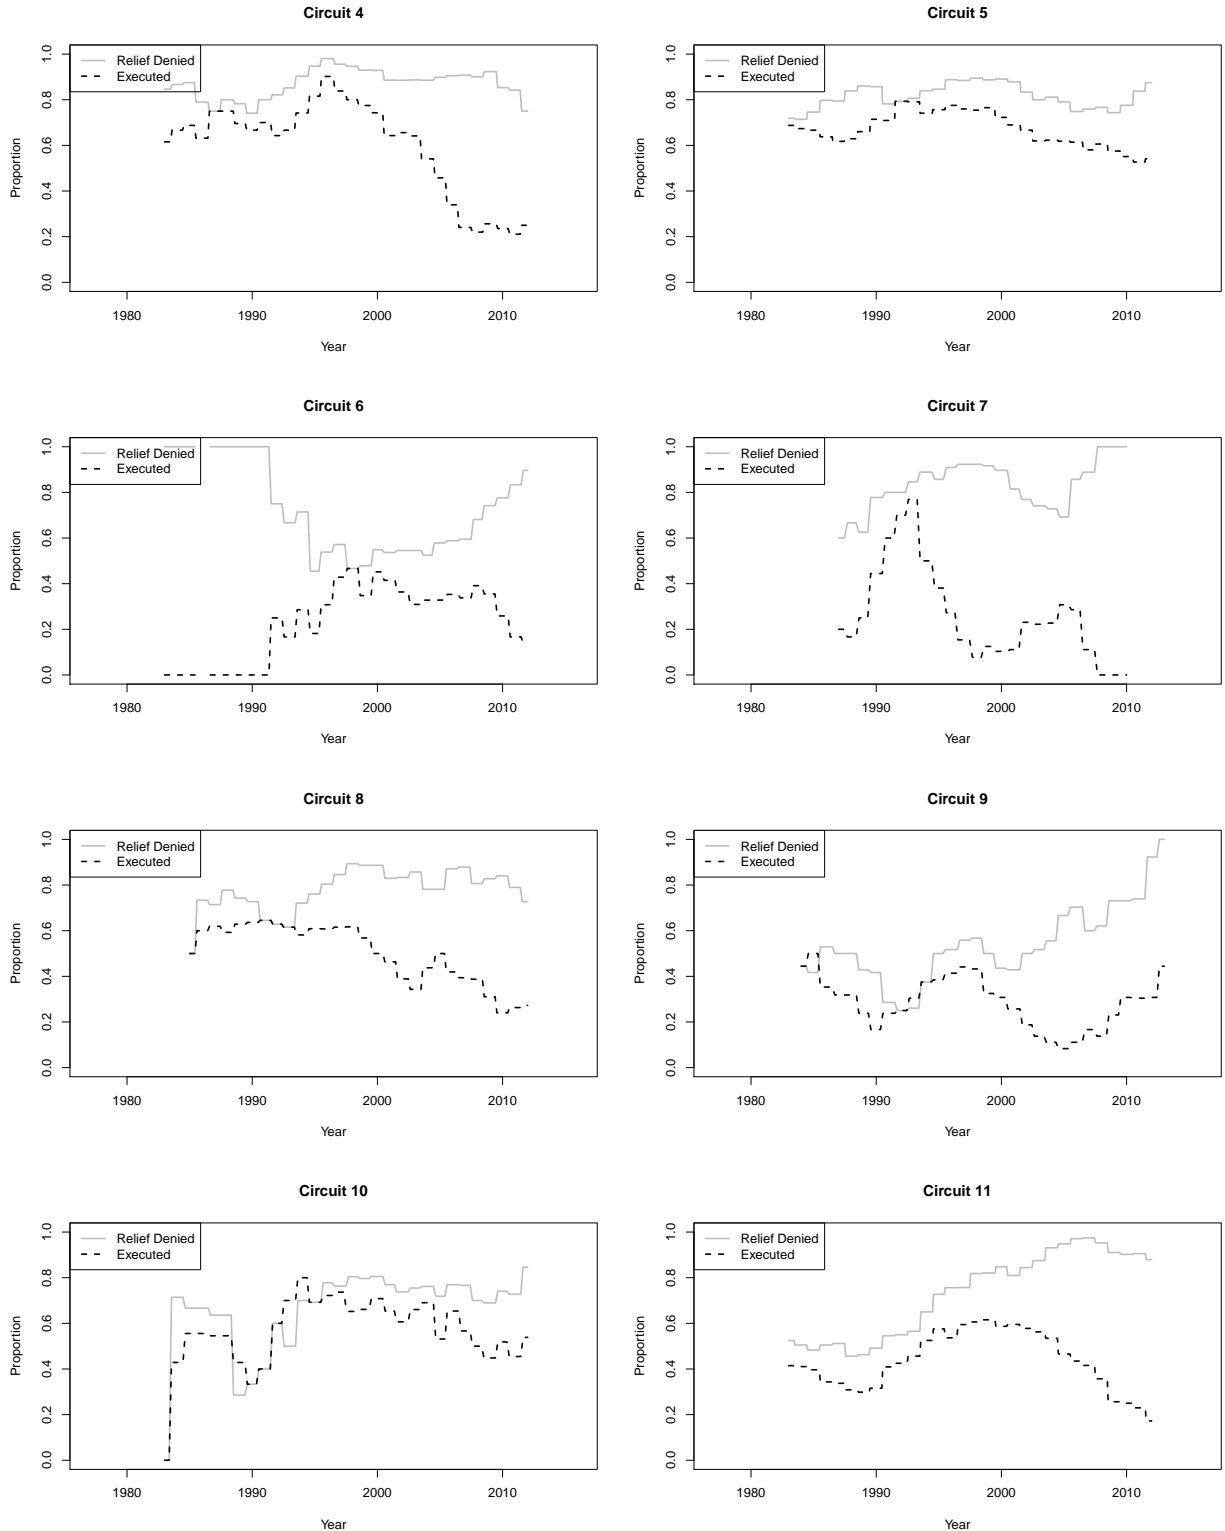 Circuit 4
Relief Denied
Executed
Proportion
0.0 0.2 0.4 0.6 0.8 1.0
1980 1990 2000 2010
Year
Circuit 5
Relief Denied
Executed
Proportion
0.0 0.2 0.4 0.6 0.8 1.0
1980 1990 2000 2010
Year
Circuit 6
Relief Denied
Executed
Proportion
0.0 0.2 0.4 0.6 0.8 1.0
1980 1990 2000 2010
Year
Circuit 7
Relief Denied
Executed
Proportion
0.0 0.2 0.4 0.6 0.8 1.0
1980 1990 2000 2010
Year
Circuit 8
Relief Denied
Executed
Proportion
0.0 0.2 0.4 0.6 0.8 1.0
1980 1990 2000 2010
Year
Circuit 9
Relief Denied
Executed
Proportion
0.0 0.2 0.4 0.6 0.8 1.0
1980 1990 2000 2010
Year
Circuit 10
Relief Denied
Executed
Proportion
0.0 0.2 0.4 0.6 0.8 1.0
1980 1990 2000 2010
Year
Circuit 11
Relief Denied
Executed
Proportion
0.0 0.2 0.4 0.6 0.8 1.0
1980 1990 2000 2010
Year